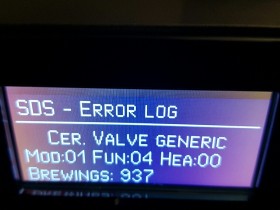 SDS - ERROR LOG
CER. VALVE GENERIC
MOD:01 FUN:04 HEA:00
BREWINGS: 937